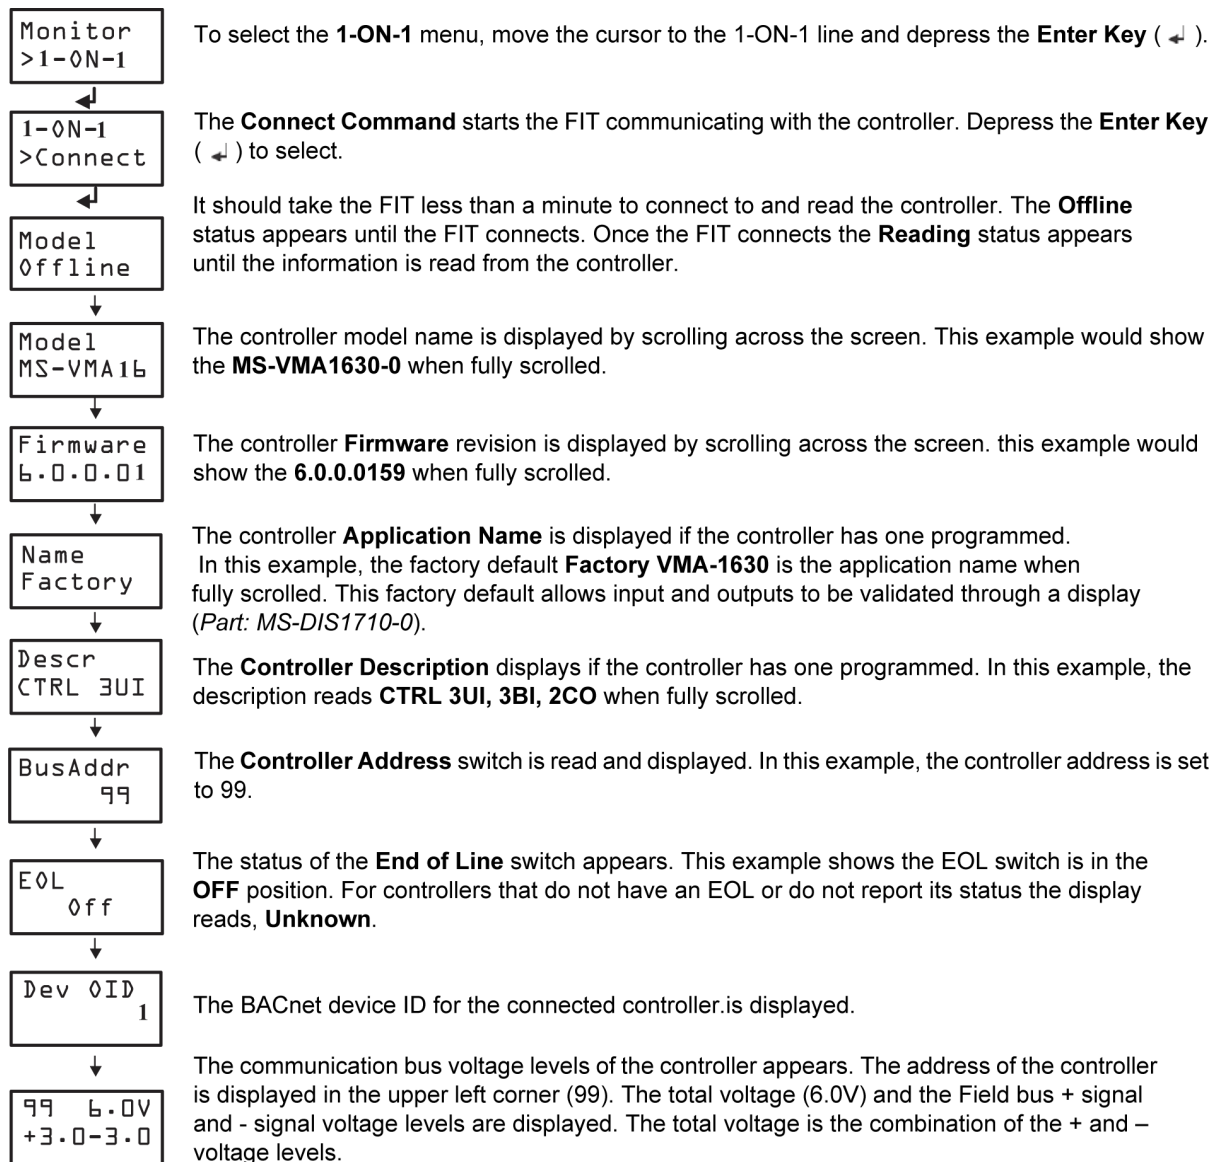 Monitor
>1-ON-1
To select the 1-ON-1 menu, move the cursor to the 1-ON-1 line and depress the Enter Key ( ↵ ).
1-ON-1
>Connect
The Connect Command starts the FIT communicating with the controller. Depress the Enter Key
( ↵ ) to select.
Model
Offline
It should take the FIT less than a minute to connect to and read the controller. The Offline
status appears until the FIT connects. Once the FIT connects the Reading status appears
until the information is read from the controller.
Model
MS-VMA16
The controller model name is displayed by scrolling across the screen. This example would show
the MS-VMA1630-0 when fully scrolled.
Firmware
6.0.0.01
The controller Firmware revision is displayed by scrolling across the screen. this example would
show the 6.0.0.0159 when fully scrolled.
Name
Factory
The controller Application Name is displayed if the controller has one programmed.
In this example, the factory default Factory VMA-1630 is the application name when
fully scrolled. This factory default allows input and outputs to be validated through a display
(Part: MS-DIS1710-0).
Descr
CTRL 3UI
The Controller Description displays if the controller has one programmed. In this example, the
description reads CTRL 3UI, 3BI, 2CO when fully scrolled.
BusAddr
99
The Controller Address switch is read and displayed. In this example, the controller address is set
to 99.
EOL
Off
The status of the End of Line switch appears. This example shows the EOL switch is in the
OFF position. For controllers that do not have an EOL or do not report its status the display
reads, Unknown.
Dev OID
1
The BACnet device ID for the connected controller.is displayed.
99 6.0V
+3.0-3.0
The communication bus voltage levels of the controller appears. The address of the controller
is displayed in the upper left corner (99). The total voltage (6.0V) and the Field bus + signal
and - signal voltage levels are displayed. The total voltage is the combination of the + and –
voltage levels.